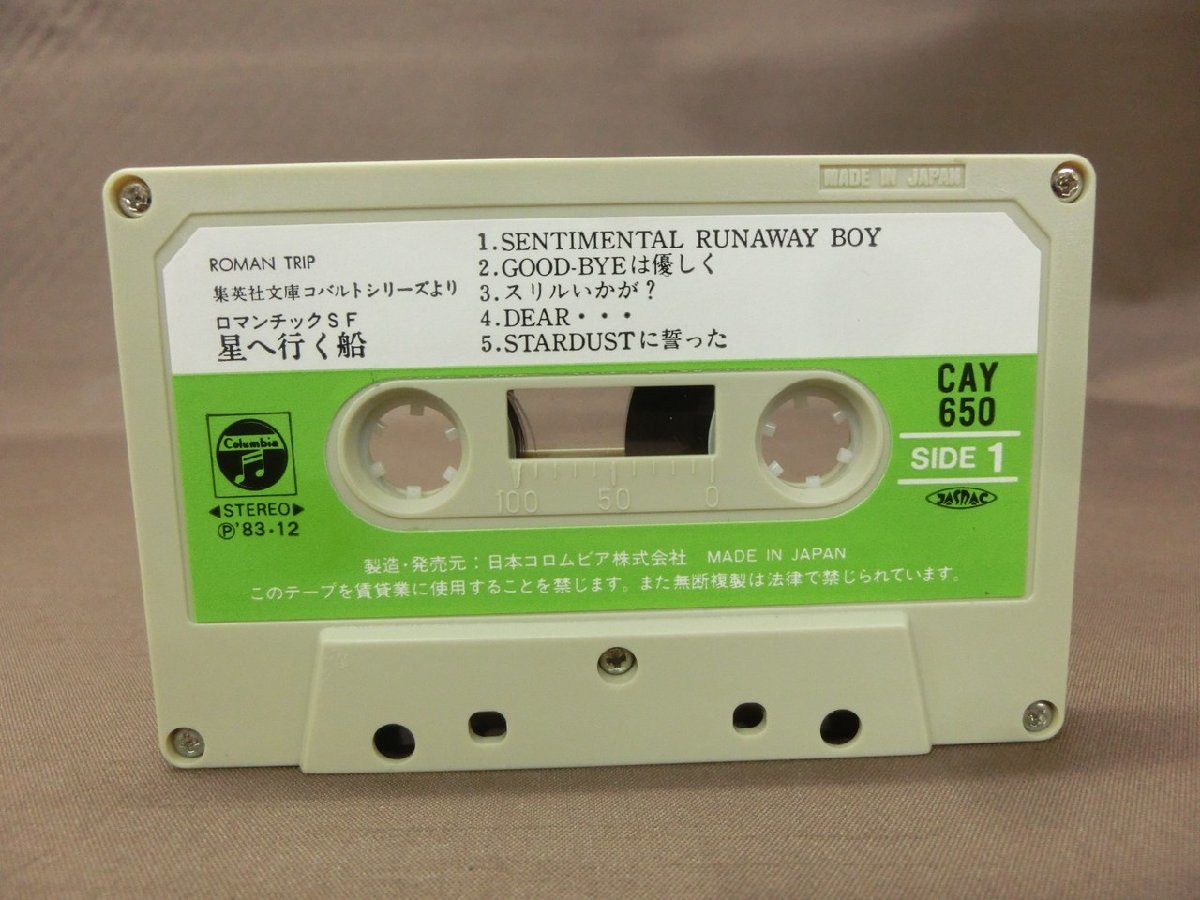 MADE IN JAPAN
ROMAN TRIP
集英社文庫コバルトシリーズより
ロマンチックSF
星へ行く船
1.SENTIMENTAL RUNAWAY BOY
2.GOOD-BYEは優しく
3.スリルいかが?
4.DEAR・・・
5.STARDUSTに誓った
CAY
650
SIDE 1
JASRAC
Columbia
◀STEREO▶
Ⓟ'83・12
100 50 0
製造・発売元:日本コロムビア株式会社 MADE IN JAPAN
このテープを賃貸業に使用することを禁じます。また無断複製は法律で禁じられています。